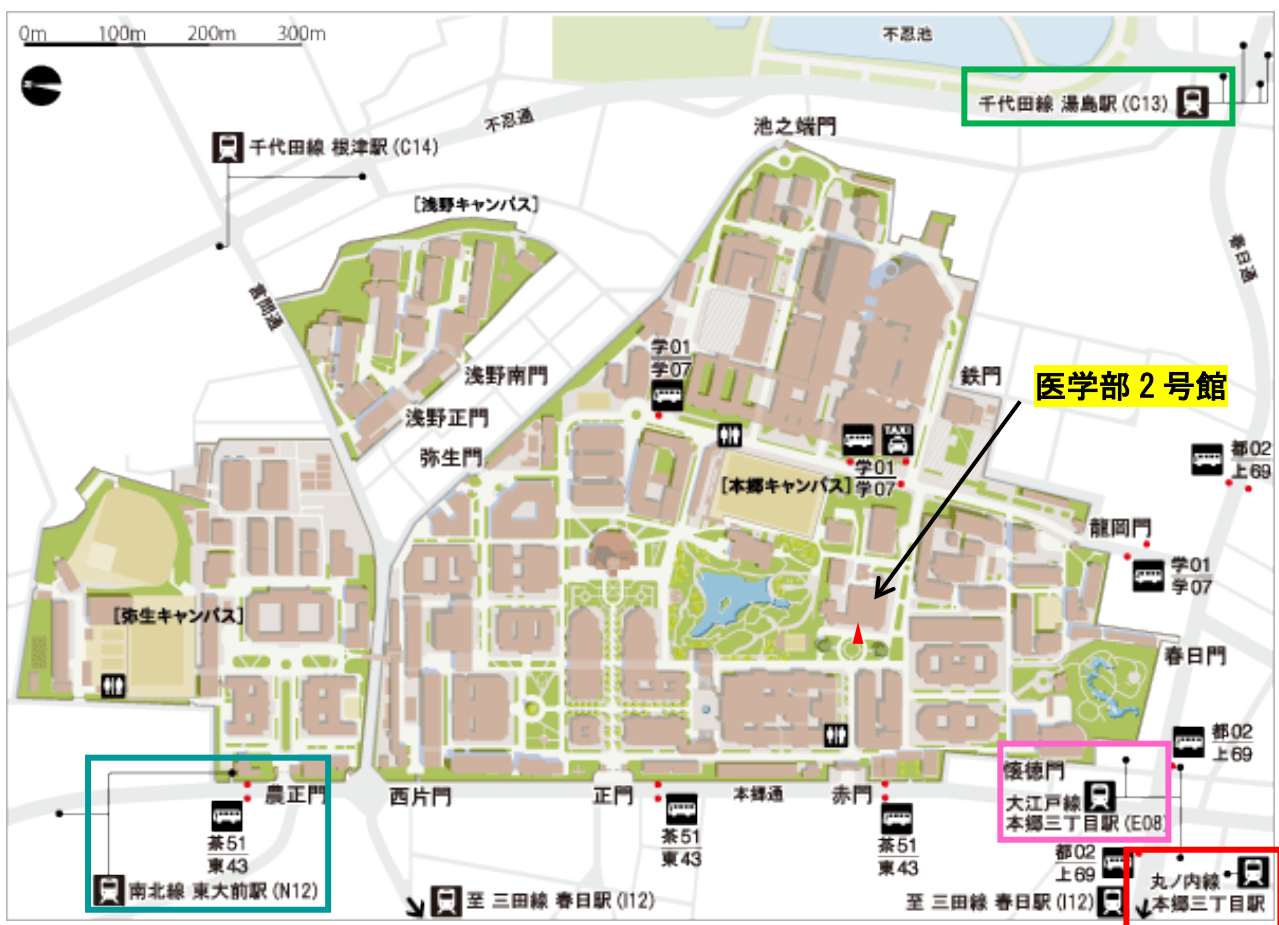 0m 100m 200m 300m
不忍池
千代田線 湯島駅(C13)
不忍通
池之端門
千代田線 根津駅(C14)
[浅野キャンパス]
春日通
言問通
学01
学07
浅野南門
鉄門
医学部２号館
浅野正門
弥生門
TAXI
都02
上69
学01
学07
[本郷キャンパス]
龍岡門
学01
学07
[弥生キャンパス]
春日門
都02
上69
懐徳門
農正門
西片門
正門
本郷通
赤門
大江戸線
本郷三丁目駅(E08)
茶51
東43
茶51
東43
茶51
東43
都02
上69
丸ノ内線
本郷三丁目駅
南北線 東大前駅(N12)
至 三田線 春日駅(I12)
至 三田線 春日駅(I12)